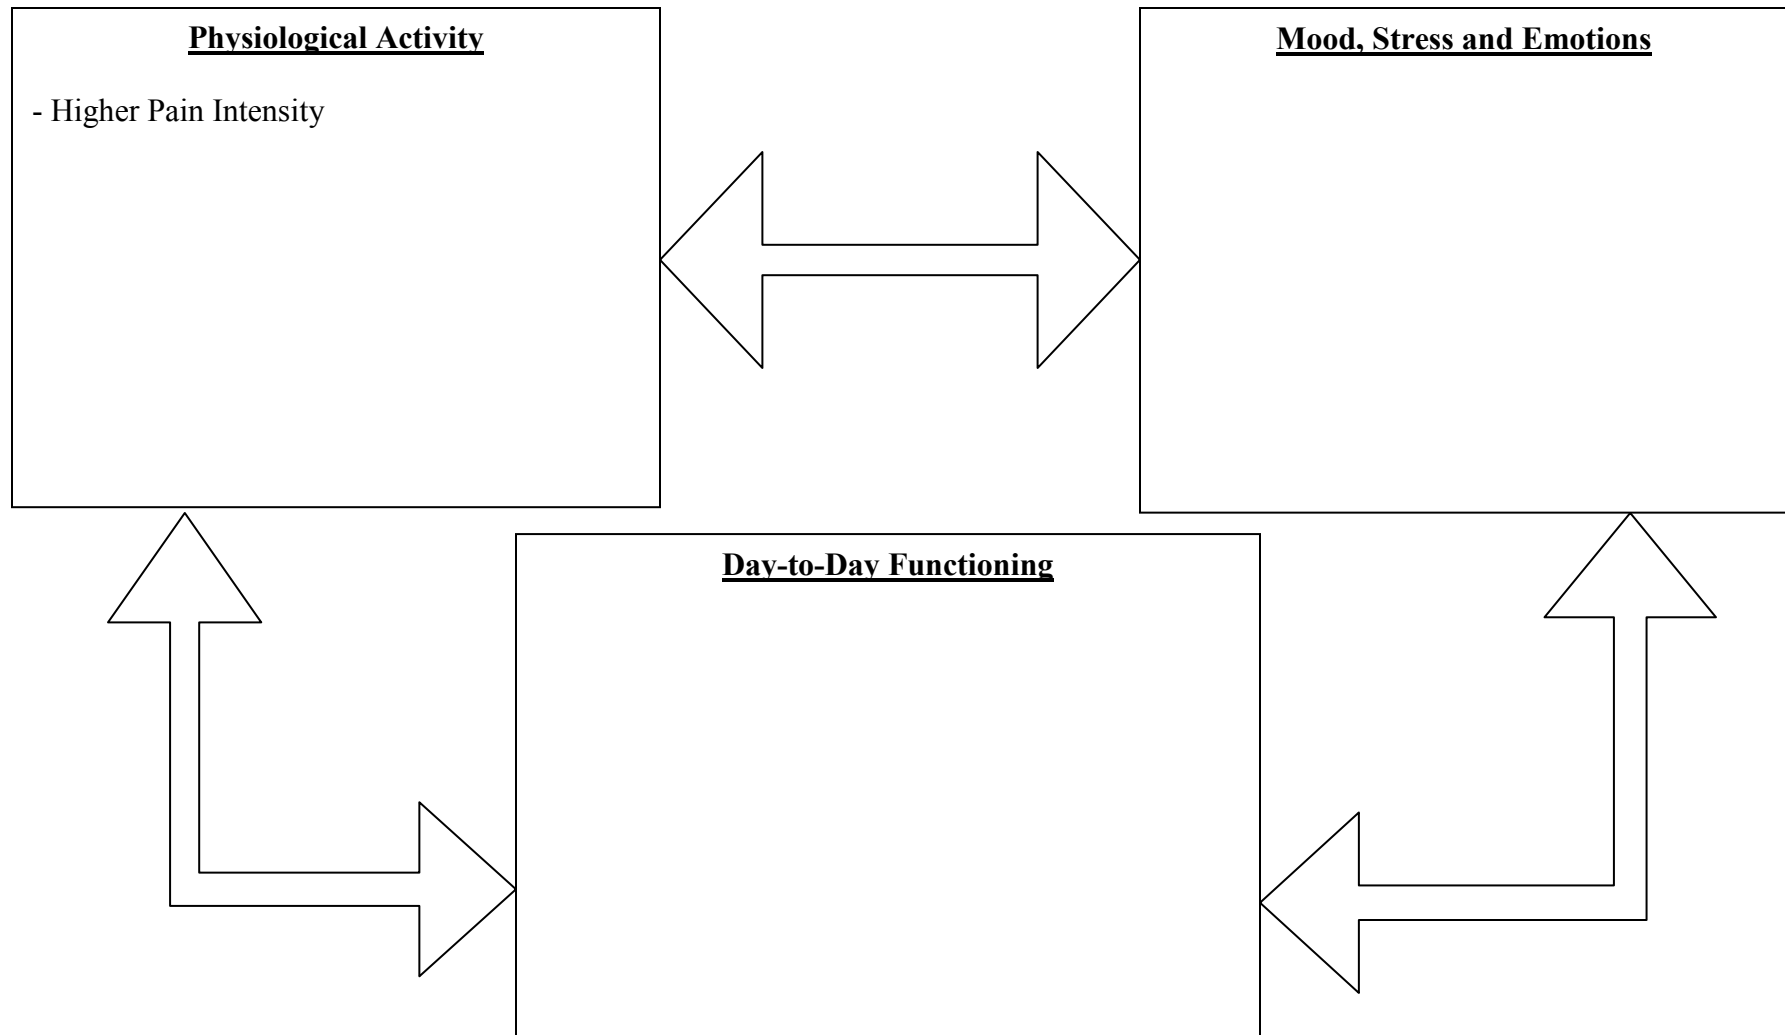 Physiological Activity
- Higher Pain Intensity
Mood, Stress and Emotions
Day-to-Day Functioning